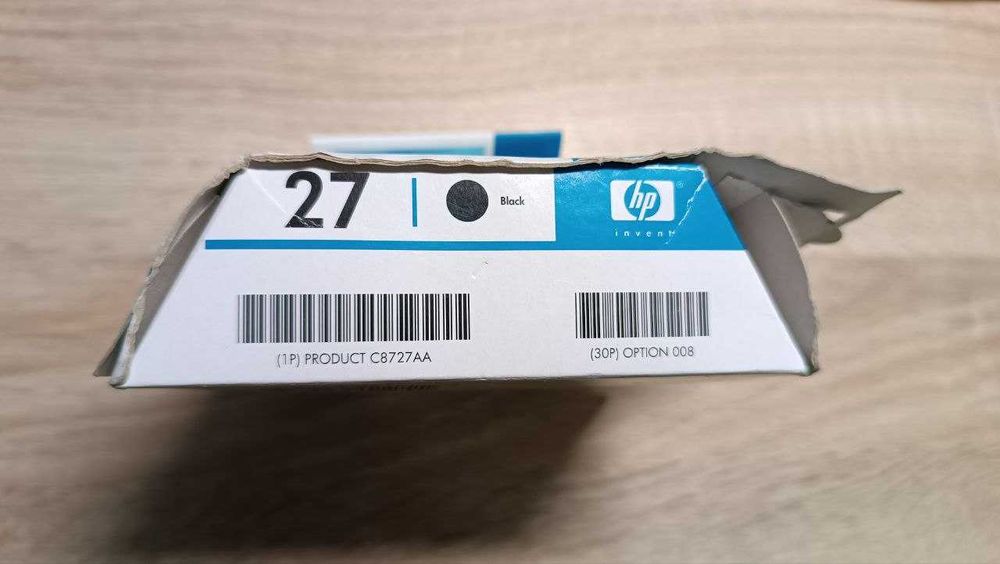 27 Black
hp
invent
(1P) PRODUCT C8727AA
(30P) OPTION 008